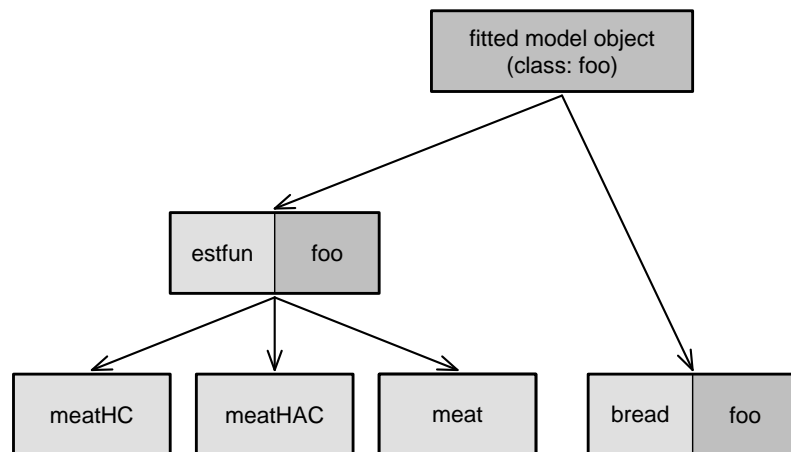 fitted model object
(class: foo)
estfun foo
meatHC meatHAC meat bread foo